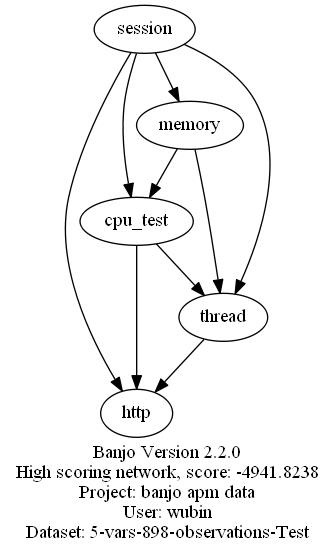 session
memory
cpu_test
thread
http
Banjo Version 2.2.0
High scoring network, score: -4941.8238
Project: banjo apm data
User: wubin
Dataset: 5-vars-898-observations-Test